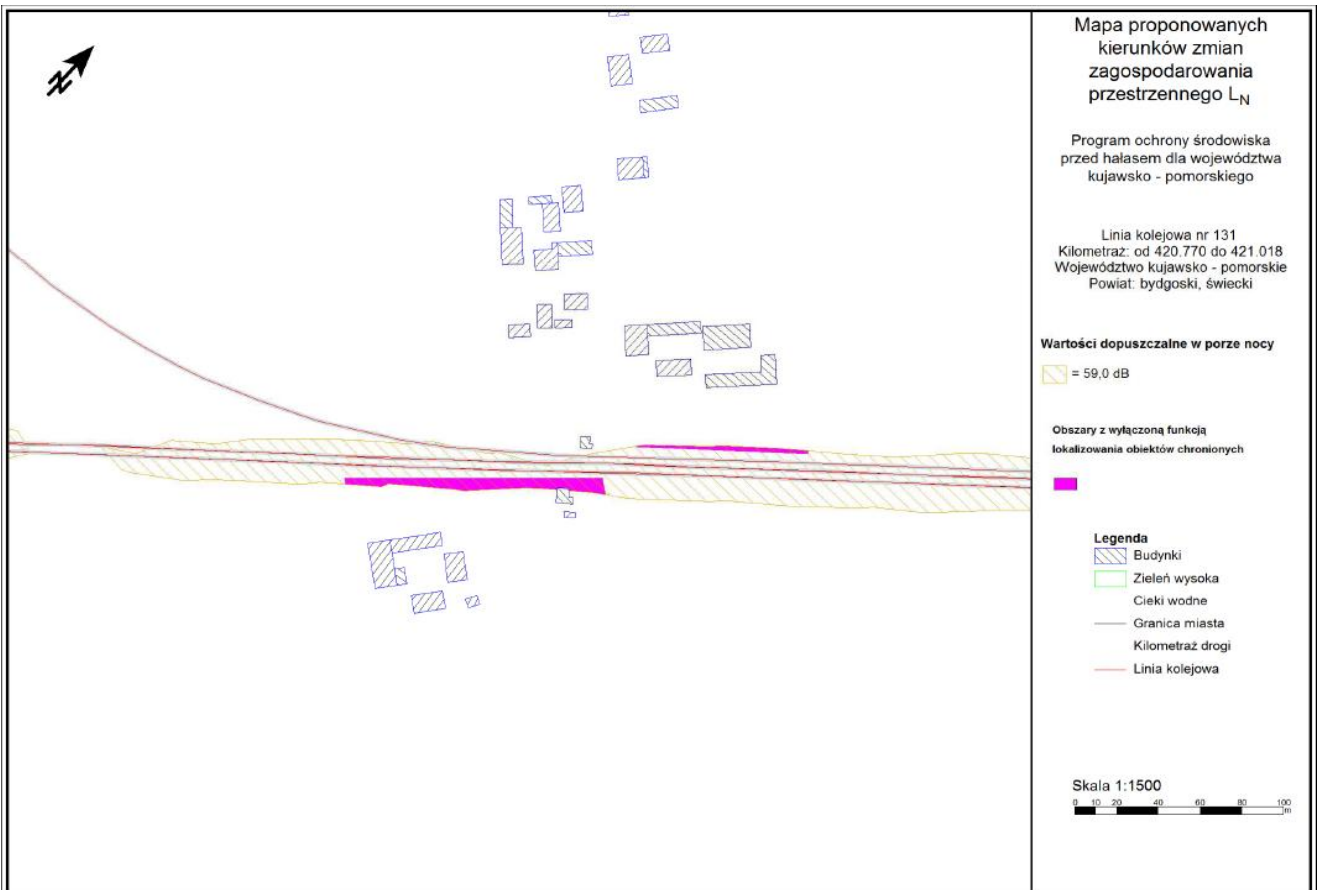 Mapa proponowanych
kierunków zmian
zagospodarowania
przestrzennego LN
Program ochrony środowiska
przed hałasem dla województwa
kujawsko - pomorskiego
Linia kolejowa nr 131
Kilometraż: od 420.770 do 421.018
Województwo kujawsko - pomorskie
Powiat: bydgoski, świecki
Wartości dopuszczalne w porze nocy
= 59,0 dB
Obszary z wyłączoną funkcją
lokalizowania obiektów chronionych
Legenda
Budynki
Zieleń wysoka
Cieki wodne
Granica miasta
Kilometraż drogi
Linia kolejowa
Skala 1:1500
0 10 20 40 60 80 100
m
N